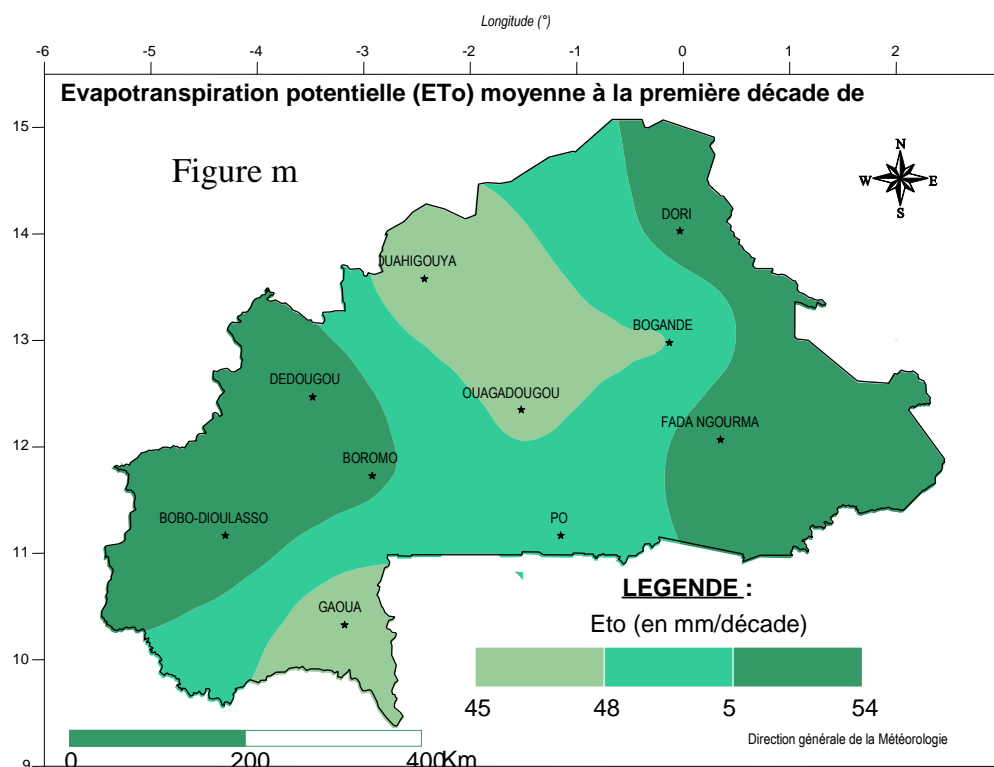 Longitude (°)
-6 -5 -4 -3 -2 -1 0 1 2
Evapotranspiration potentielle (ETo) moyenne à la première décade de
15
Figure m
N
W E
S
14
DORI
OUAHIGOUYA
13
BOGANDE
DEDOUGOU
OUAGADOUGOU
FADA NGOURMA
12
BOROMO
BOBO-DIOULASSO
PO
11
LEGENDE :
GAOUA
Eto (en mm/décade)
10
45 48 5 54
Direction générale de la Météorologie
0 200 400Km
9